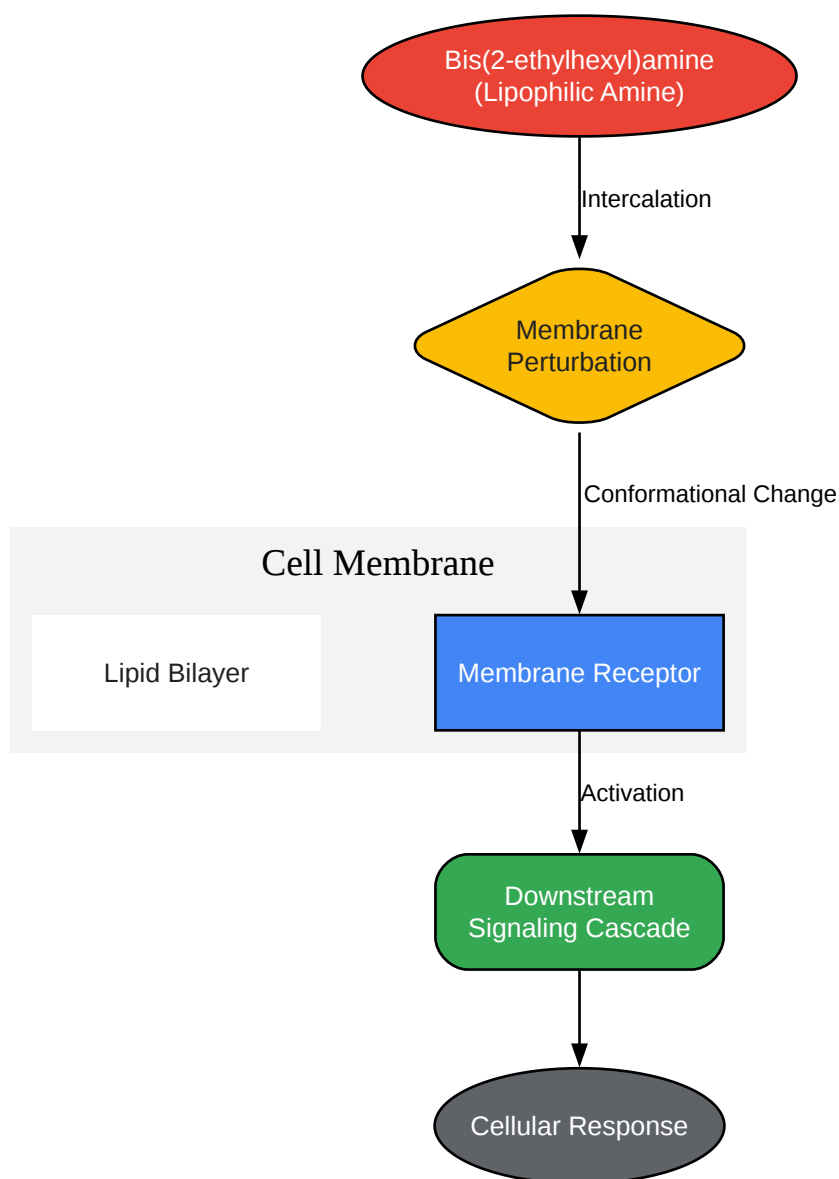 Bis(2-ethylhexyl)amine
(Lipophilic Amine)
Intercalation
Membrane
Perturbation
Conformational Change
Cell Membrane
Lipid Bilayer
Membrane Receptor
Activation
Downstream
Signaling Cascade
Cellular Response